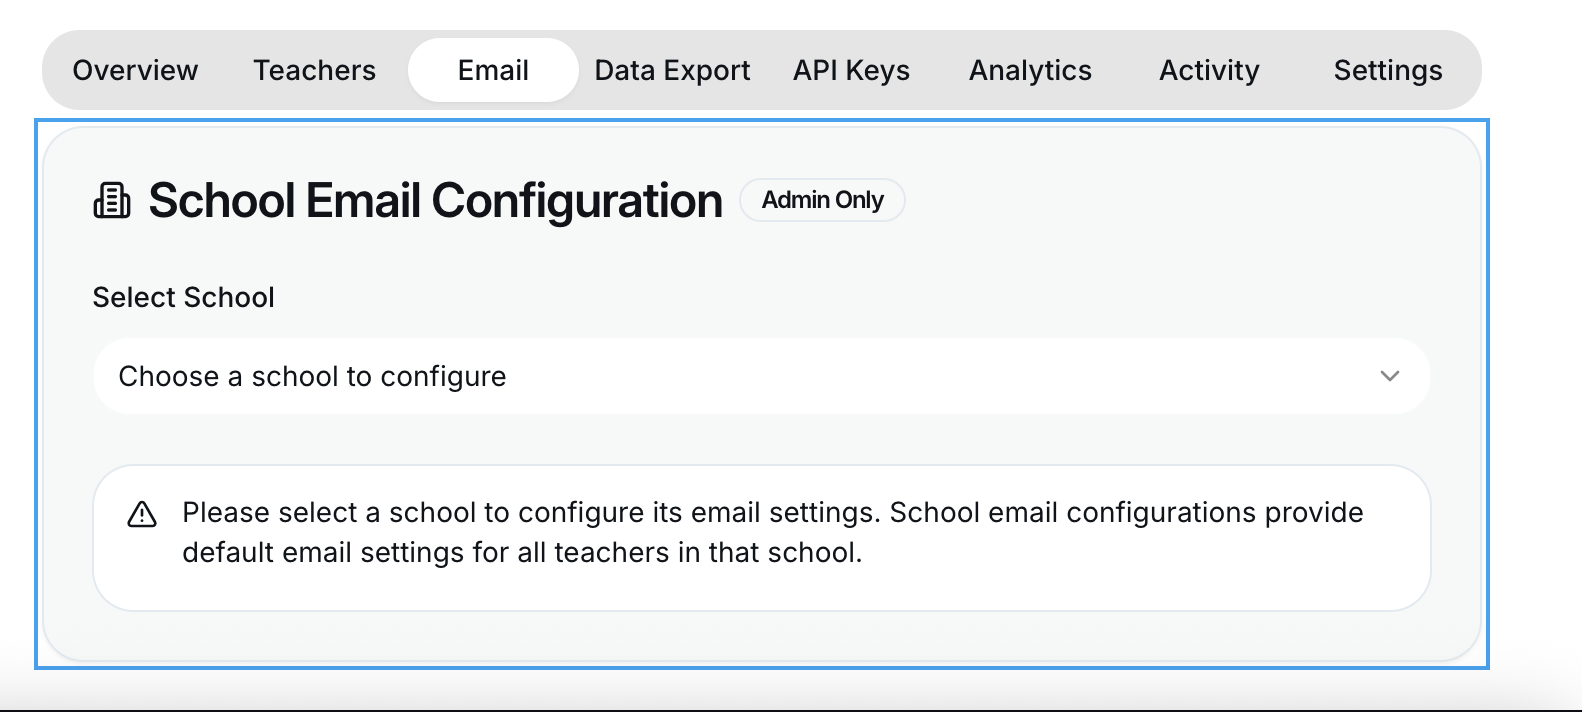 Overview Teachers Email Data Export API Keys Analytics Activity Settings
School Email Configuration Admin Only
Select School
Choose a school to configure
Please select a school to configure its email settings. School email configurations provide
default email settings for all teachers in that school.